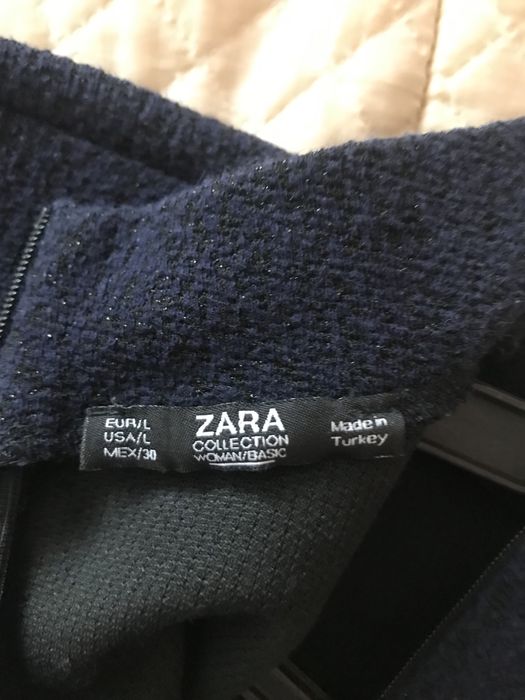 EUR/L
USA/L
MEX/30
ZARA
COLLECTION
WOMAN/BASIC
Made in
Turkey